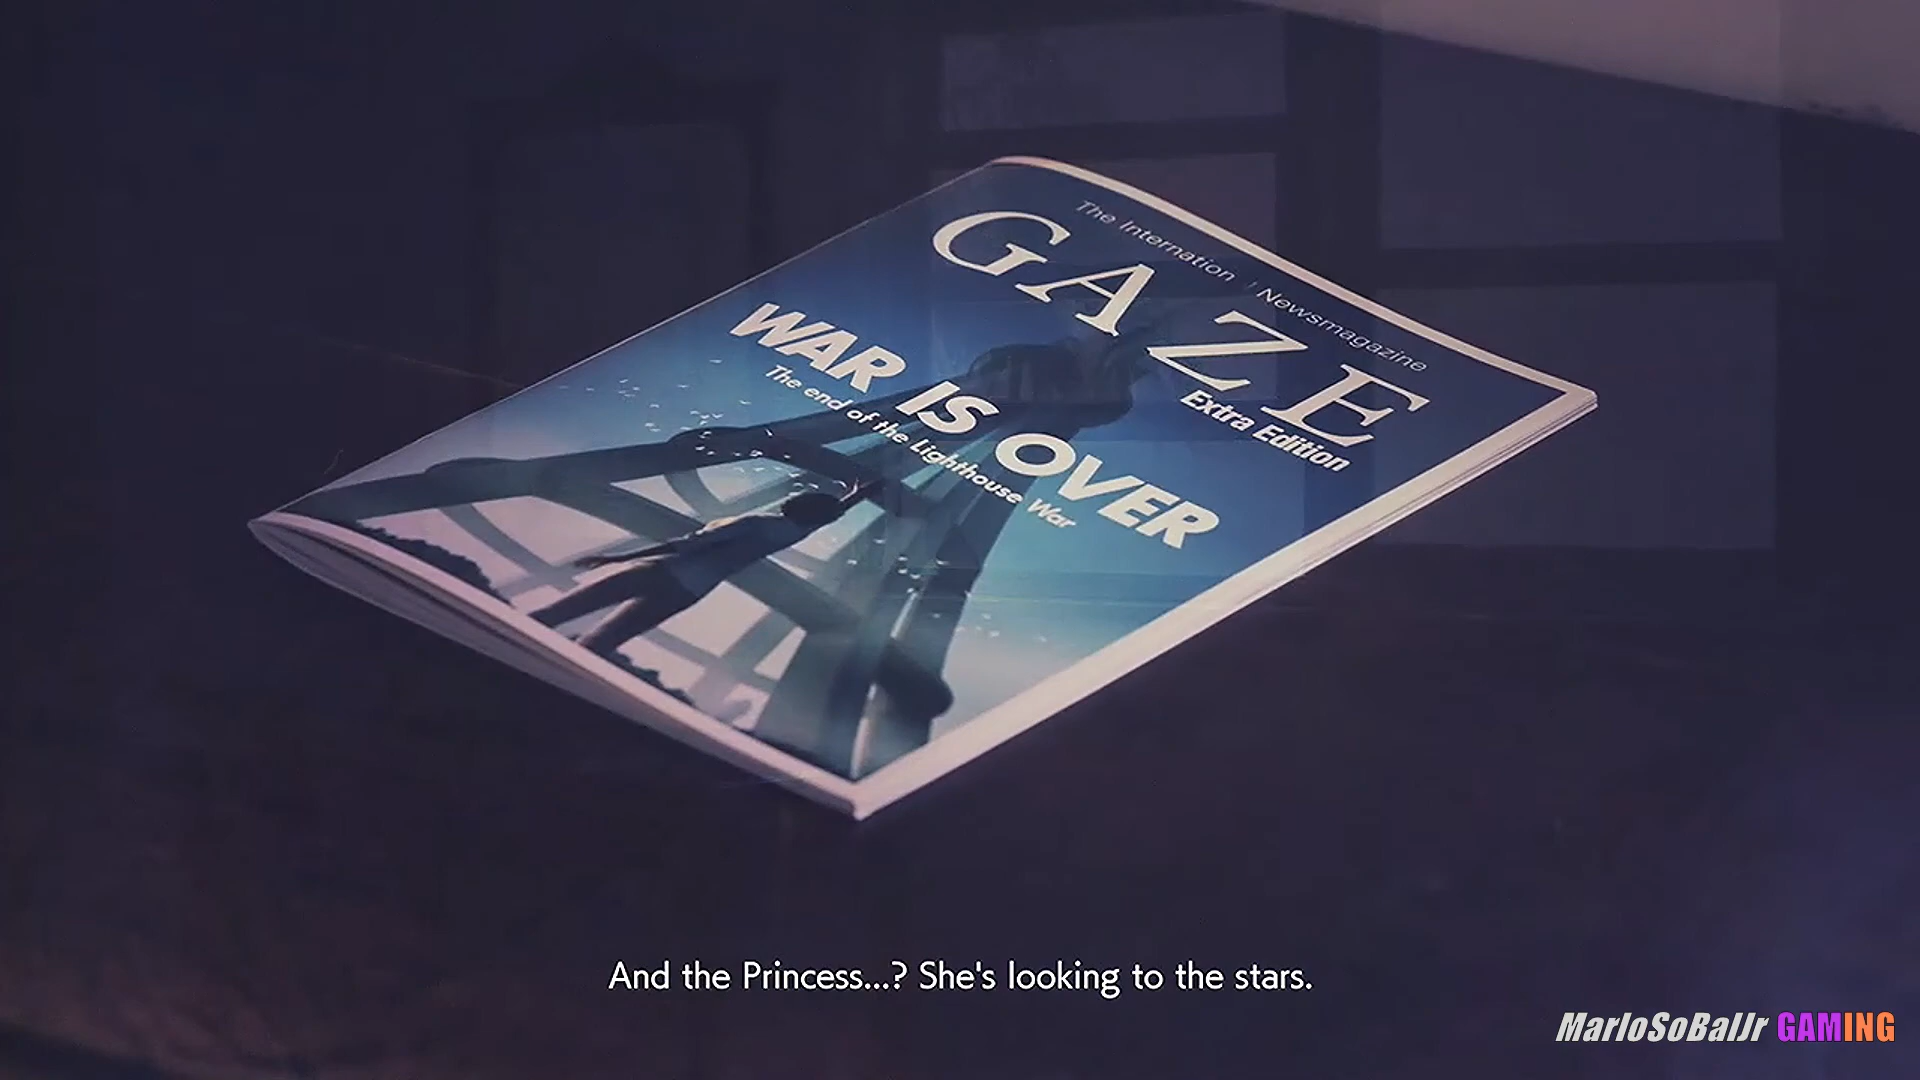 The Internation Newsmagazine
GAZE
Extra Edition
WAR IS OVER
The end of the Lighthouse War
And the Princess...? She's looking to the stars.
MarloSoBalJr GAMING